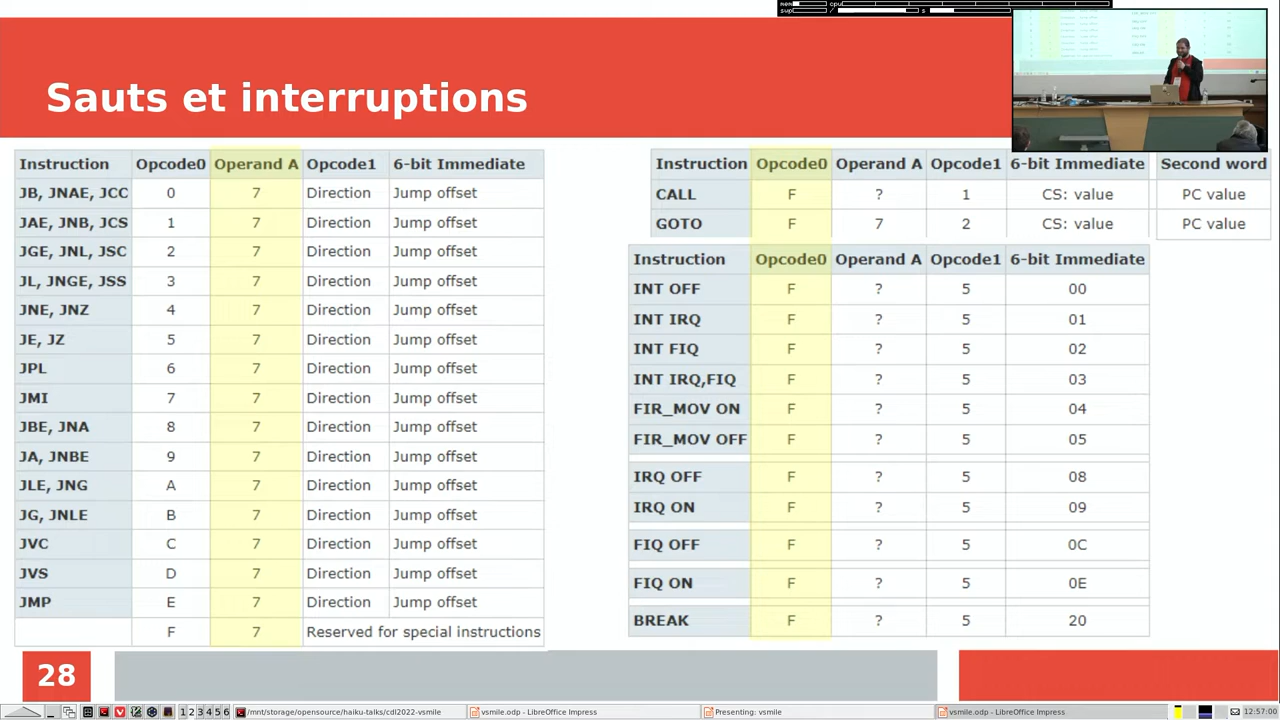 mem cpu
sup / s
Sauts et interruptions
Instruction Opcode0 Operand A Opcode1 6-bit Immediate
JB, JNAE, JCC 0 7 Direction Jump offset
JAE, JNB, JCS 1 7 Direction Jump offset
JGE, JNL, JSC 2 7 Direction Jump offset
JL, JNGE, JSS 3 7 Direction Jump offset
JNE, JNZ 4 7 Direction Jump offset
JE, JZ 5 7 Direction Jump offset
JPL 6 7 Direction Jump offset
JMI 7 7 Direction Jump offset
JBE, JNA 8 7 Direction Jump offset
JA, JNBE 9 7 Direction Jump offset
JLE, JNG A 7 Direction Jump offset
JG, JNLE B 7 Direction Jump offset
JVC C 7 Direction Jump offset
JVS D 7 Direction Jump offset
JMP E 7 Direction Jump offset
F 7 Reserved for special instructions
Instruction Opcode0 Operand A Opcode1 6-bit Immediate Second word
CALL F ? 1 CS: value PC value
GOTO F 7 2 CS: value PC value
Instruction Opcode0 Operand A Opcode1 6-bit Immediate
INT OFF F ? 5 00
INT IRQ F ? 5 01
INT FIQ F ? 5 02
INT IRQ,FIQ F ? 5 03
FIR_MOV ON F ? 5 04
FIR_MOV OFF F ? 5 05
IRQ OFF F ? 5 08
IRQ ON F ? 5 09
FIQ OFF F ? 5 0C
FIQ ON F ? 5 0E
BREAK F ? 5 20
28
1 2 3 4 5 6 /mnt/storage/opensource/haiku-talks/cdl2022-vsmile vsmile.odp - LibreOffice Impress Presenting: vsmile vsmile.odp - LibreOffice Impress 12:57:00